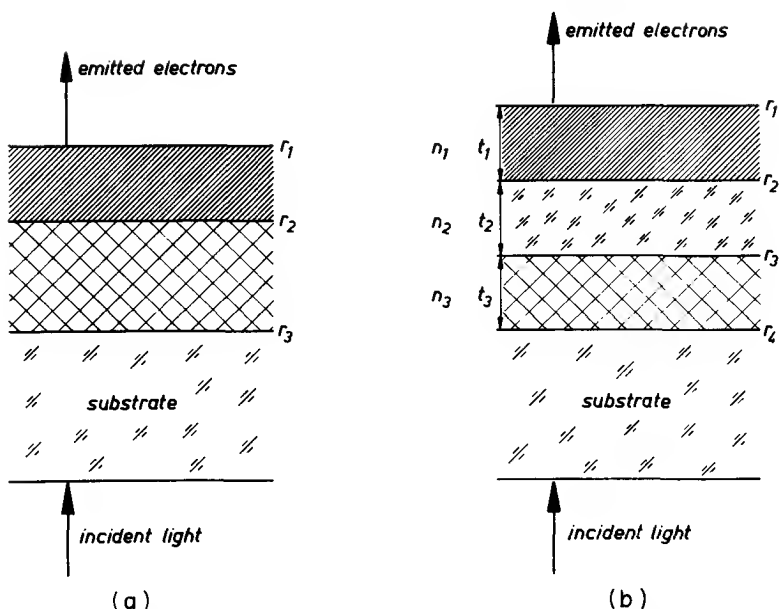 emitted electrons
r1
r2
r3
substrate
incident light
(a)
emitted electrons
r1
n1 t1
r2
n2 t2
r3
n3 t3
r4
substrate
incident light
(b)